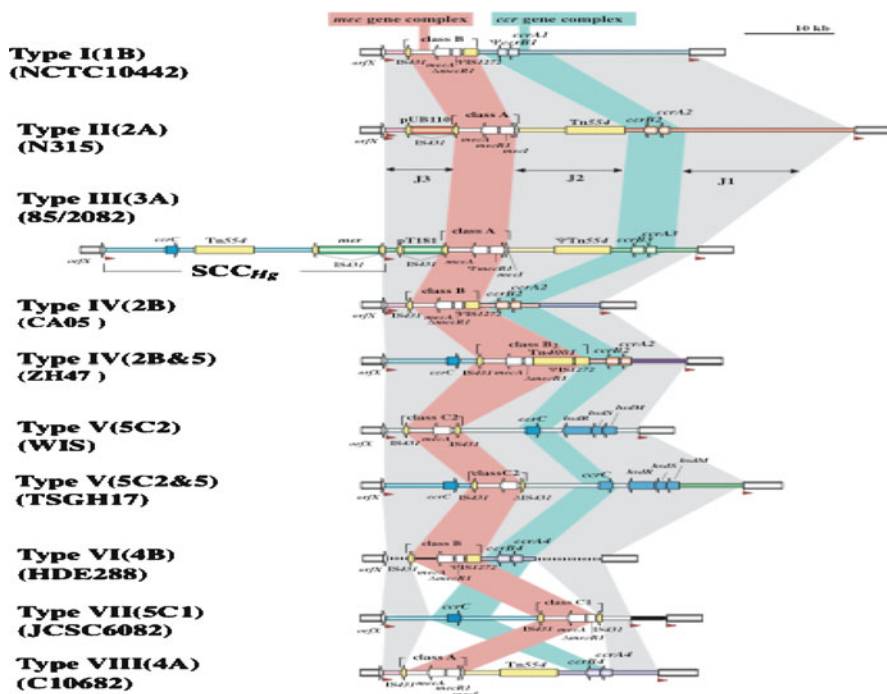 mec gene complex ccr gene complex
10 kb
Type I(1B)
(NCTC10442)
class B ccrA1
ΨccrB1
orfX IS431 mecA ΨIS1272
ΔmecR1
Type II(2A)
(N315)
pUB110 class A Tn554 ccrB2 ccrA2
orfX IS431 mecA mecR1 mecI
J3 J2 J1
Type III(3A)
(85/2082)
ccrC Tn554 mer pT181 class A ΨTn554 ccrB3 ccrA3
orfX IS431 IS431 mecA ΨmecR1 mecI
SCCHg
Type IV(2B)
(CA05 )
class B ccrB2 ccrA2
orfX IS431 mecA ΨIS1272
ΔmecR1
Type IV(2B&5)
(ZH47 )
class B2 ccrA2
Tn4001 ccrB2
orfX ccrC IS431 mecA ΨIS1272
ΔmecR1
Type V(5C2)
(WIS)
class C2 ccrC hsdR hsdS hsdM
orfX IS431 mecA IS431
Type V(5C2&5)
(TSGH17)
classC2 ccrC hsdR hsdS hsdM
orfX ccrC IS431 mecA ΔIS431
Type VI(4B)
(HDE288)
class B ccrB4 ccrA4
orfX IS431 mecA ΨIS1272
ΔmecR1
Type VII(5C1)
(JCSC6082)
ccrC class C1
orfX IS431 mecA IS431
ΔmecR1
Type VIII(4A)
(C10682)
class A Tn554 ccrB4 ccrA4
orfX IS431 mecA mecR1